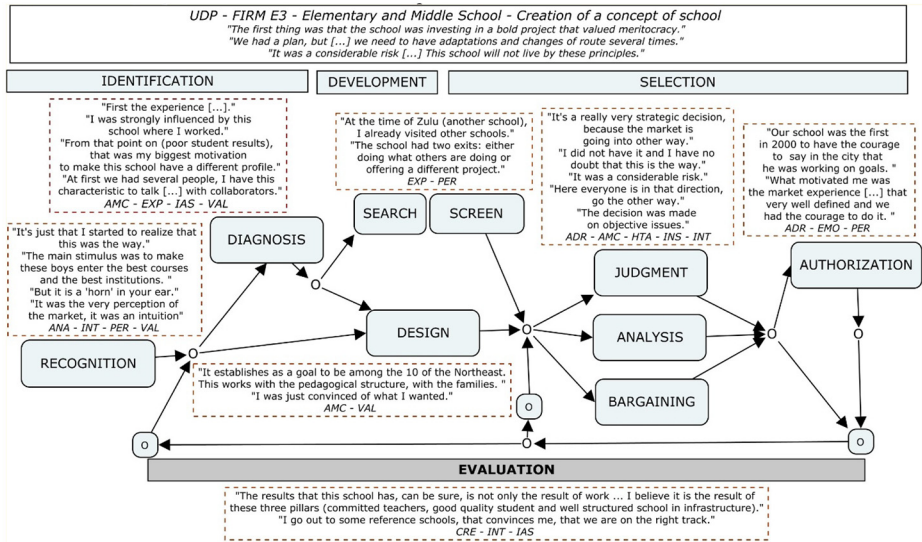 UDP - FIRM E3 - Elementary and Middle School - Creation of a concept of school
"The first thing was that the school was investing in a bold project that valued meritocracy."
"We had a plan, but [...] we need to have adaptations and changes of route several times."
"It was a considerable risk [...] This school will not live by these principles."
IDENTIFICATION
DEVELOPMENT
SELECTION
"First the experience [...]."
"I was strongly influenced by this
school where I worked."
"From that point on (poor student results),
that was my biggest motivation
to make this school have a different profile."
"At first we had several people, I have this
characteristic to talk [...] with collaborators."
AMC - EXP - IAS - VAL
"At the time of Zulu (another school),
I already visited other schools."
"The school had two exits: either
doing what others are doing or
offering a different project."
EXP - PER
"It's a really very strategic decision,
because the market is
going into other way."
"I did not have it and I have no
doubt that this is the way."
"It was a considerable risk."
"Here everyone is in that direction,
go the other way."
"The decision was made
on objective issues."
ADR - AMC - HTA - INS - INT
"Our school was the first
in 2000 to have the courage
to say in the city that
he was working on goals. "
"What motivated me was
the market experience [...] that
very well defined and we
had the courage to do it. "
ADR - EMO - PER
"It's just that I started to realize that
this was the way."
"The main stimulus was to make
these boys enter the best courses
and the best institutions. "
"But it is a 'horn' in your ear."
"It was the very perception of
the market, it was an intuition"
ANA - INT - PER - VAL
DIAGNOSIS
SEARCH
SCREEN
JUDGMENT
AUTHORIZATION
O
DESIGN
O
ANALYSIS
O
O
RECOGNITION
O
"It establishes as a goal to be among the 10 of the Northeast.
This works with the pedagogical structure, with the families. "
"I was just convinced of what I wanted."
AMC - VAL
BARGAINING
O
O
O
O
EVALUATION
"The results that this school has, can be sure, is not only the result of work ... I believe it is the result of
these three pillars (committed teachers, good quality student and well structured school in infrastructure)."
"I go out to some reference schools, that convinces me, that we are on the right track."
CRE - INT - IAS